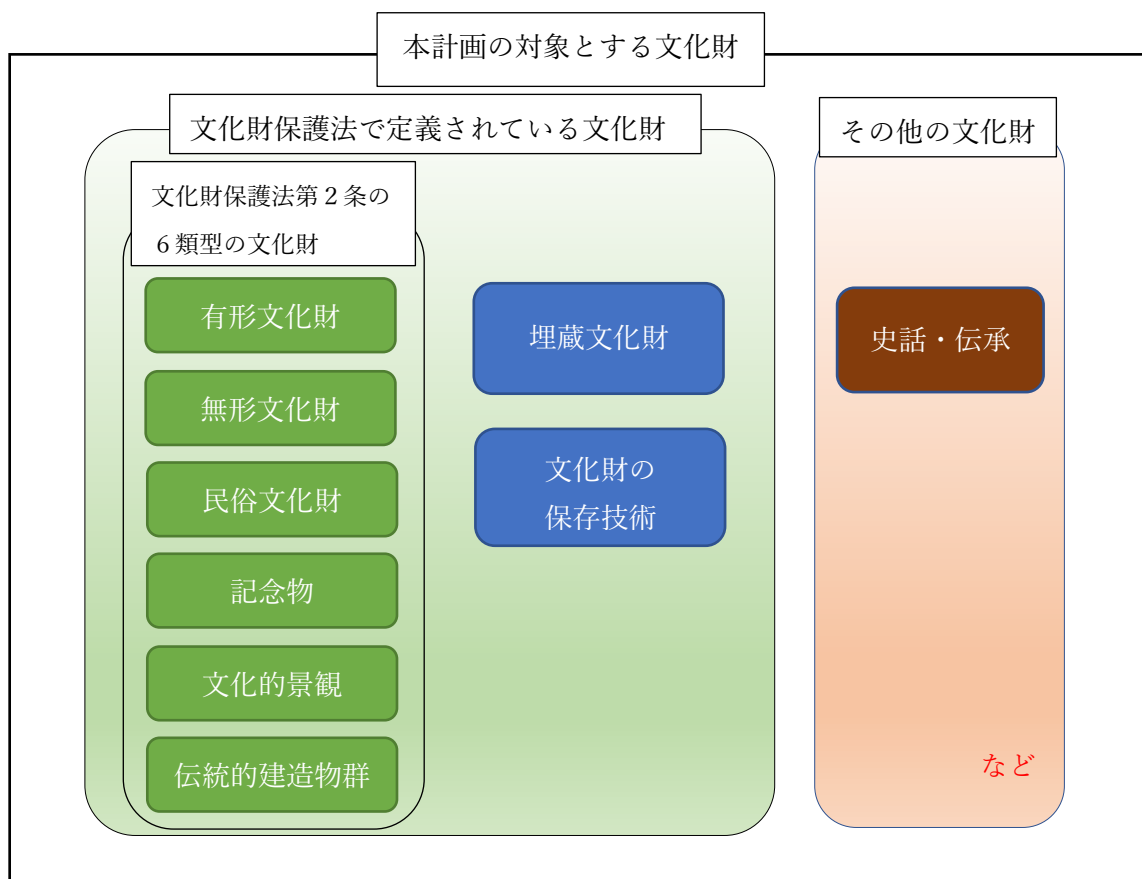 本計画の対象とする文化財
文化財保護法で定義されている文化財
文化財保護法第２条の
６類型の文化財
有形文化財
無形文化財
民俗文化財
記念物
文化的景観
伝統的建造物群
埋蔵文化財
文化財の
保存技術
その他の文化財
史話・伝承
など